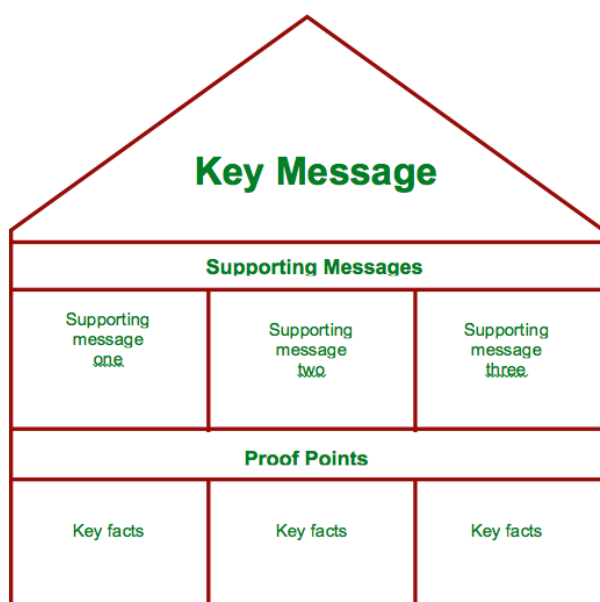 Key Message
Supporting Messages
Supporting
message
one
Supporting
message
two
Supporting
message
three
Proof Points
Key facts
Key facts
Key facts